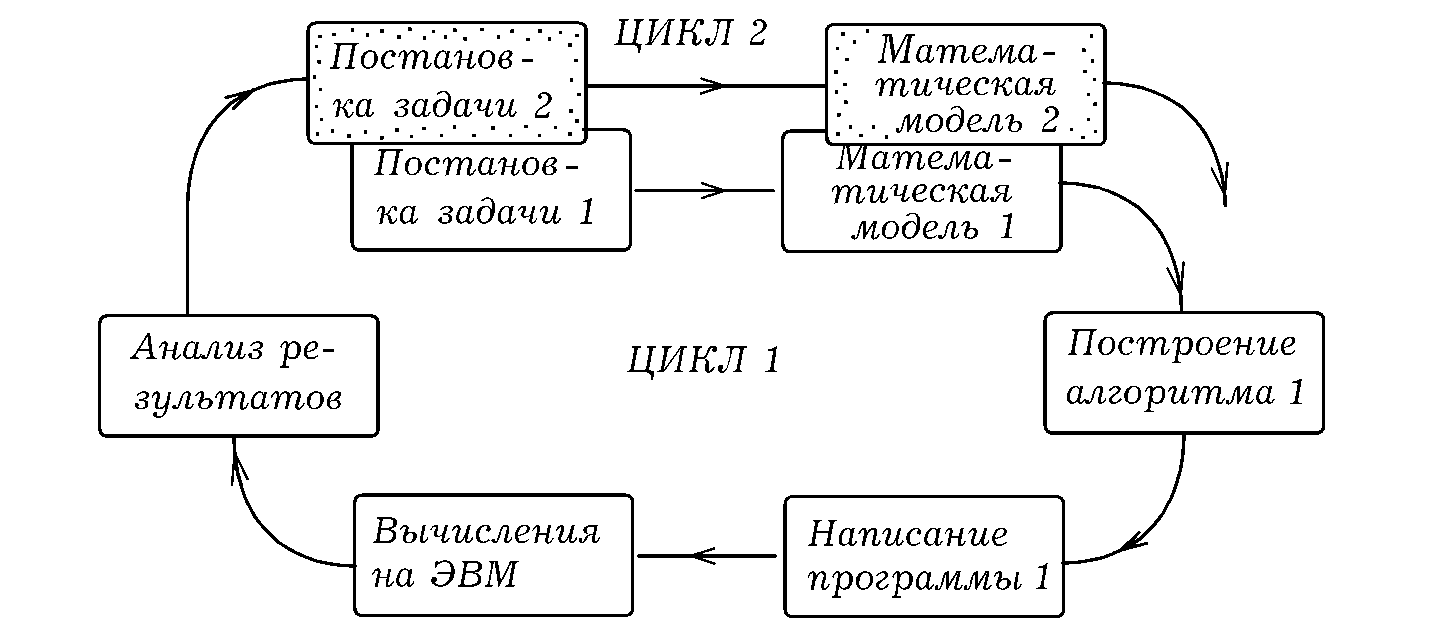 ЦИКЛ 2
Постанов-
ка задачи 2
Матема-
тическая
модель 2
Постанов-
ка задачи 1
Матема-
тическая
модель 1
Анализ ре-
зультатов
ЦИКЛ 1
Построение
алгоритма 1
Вычисления
на ЭВМ
Написание
программы 1